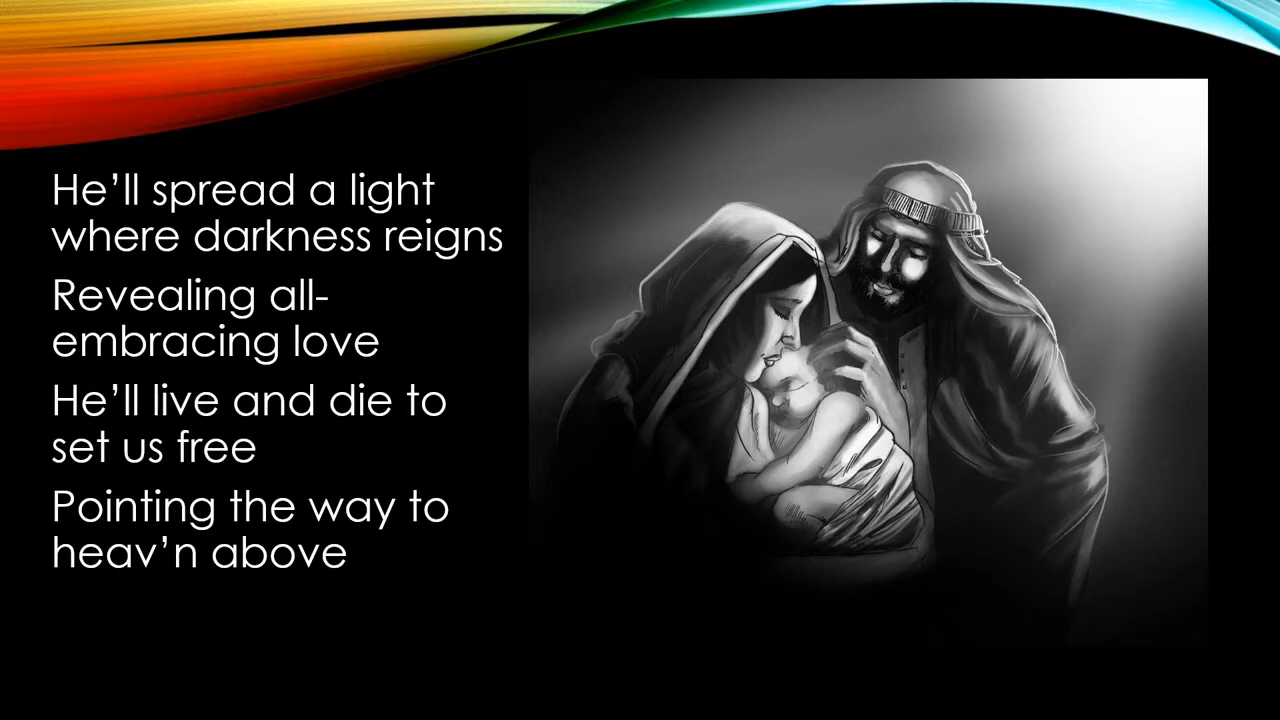 He’ll spread a light
where darkness reigns
Revealing all-
embracing love
He’ll live and die to
set us free
Pointing the way to
heav’n above